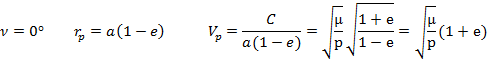 ν = 0° r_p = a(1 − e) V_p = C / a(1 − e) = √(μ/p) √((1 + e)/(1 − e)) = √(μ/p) (1 + e)